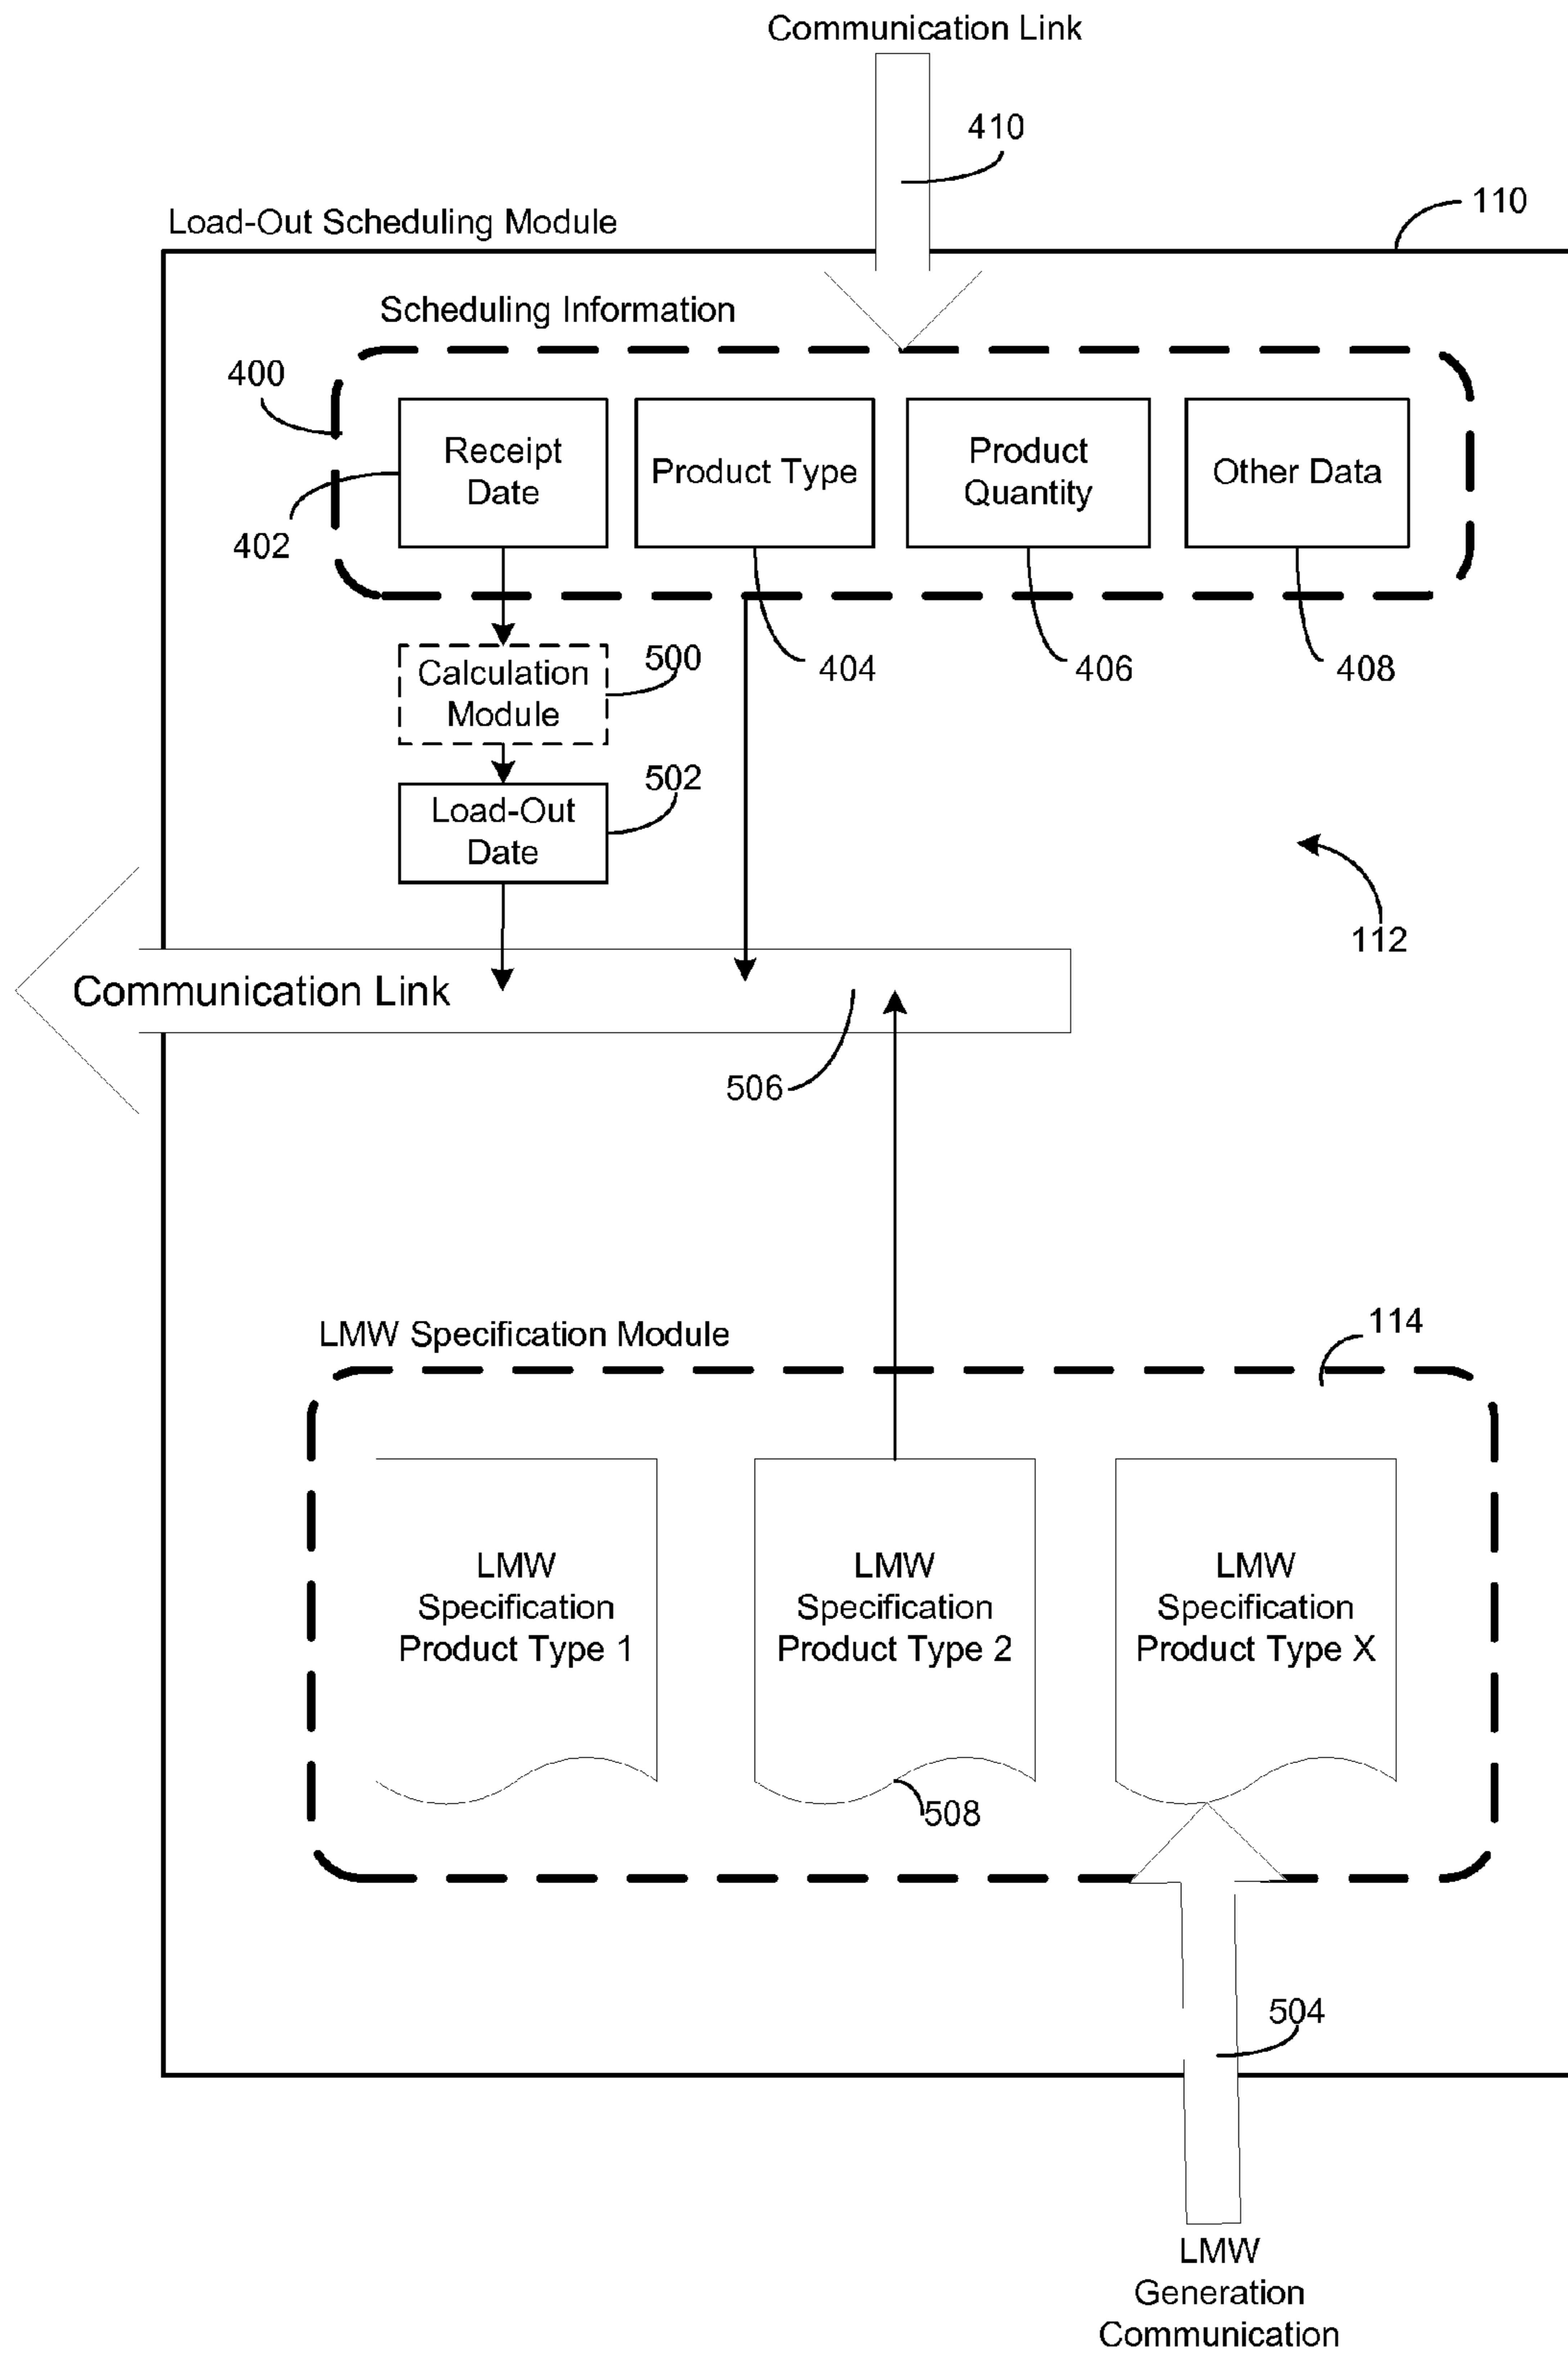 Communication Link
410
110
Load-Out Scheduling Module
Scheduling Information
400
Receipt
Date
Product Type
Product
Quantity
Other Data
402
404
406
408
Calculation
Module
500
Load-Out
Date
502
112
Communication Link
506
LMW Specification Module
114
LMW
Specification
Product Type 1
LMW
Specification
Product Type 2
LMW
Specification
Product Type X
508
504
LMW
Generation
Communication